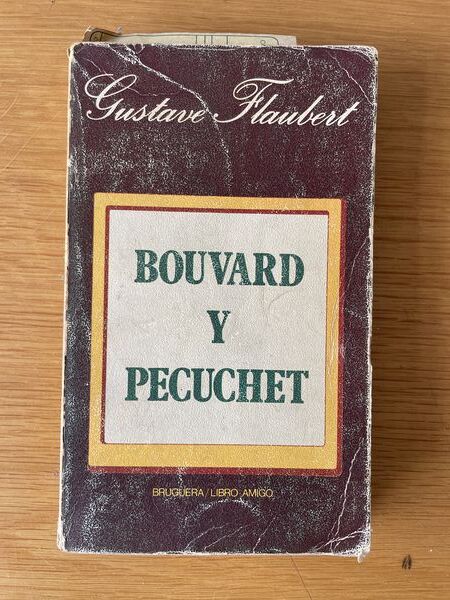 Gustave Flaubert
BOUVARD
Y
PECUCHET
BRUGUERA / LIBRO AMIGO